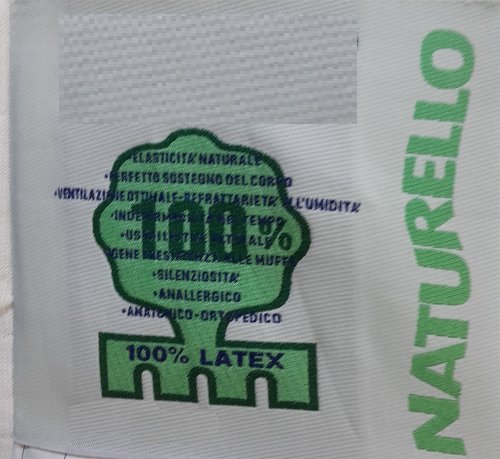 ELASTICITA' NATURALE
•PERFETTO SOSTEGNO DEL CORPO
•VENTILAZIONE OTTIMALE-REFRATTARIETA' ALL'UMIDITA'
100%
•SILENZIOSITA'
•ANALLERGICO
•ANATOMICO-ORTOPEDICO
100% LATEX
NATURELLO